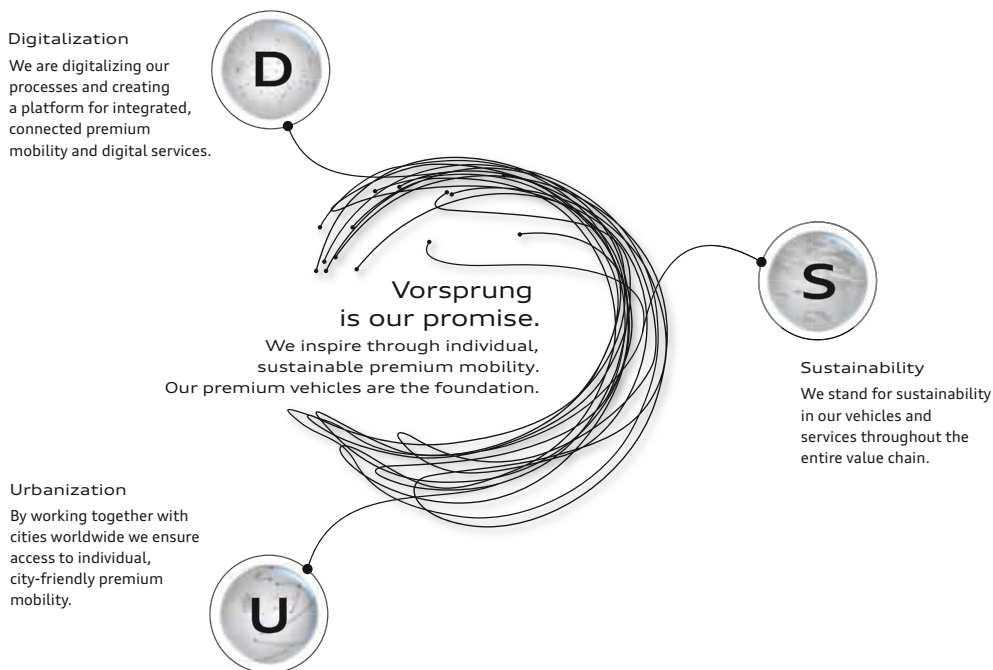 Digitalization
We are digitalizing our
processes and creating
a platform for integrated,
connected premium
mobility and digital services.
D
Vorsprung
is our promise.
We inspire through individual,
sustainable premium mobility.
Our premium vehicles are the foundation.
S
Sustainability
We stand for sustainability
in our vehicles and
services throughout the
entire value chain.
Urbanization
By working together with
cities worldwide we ensure
access to individual,
city-friendly premium
mobility.
U